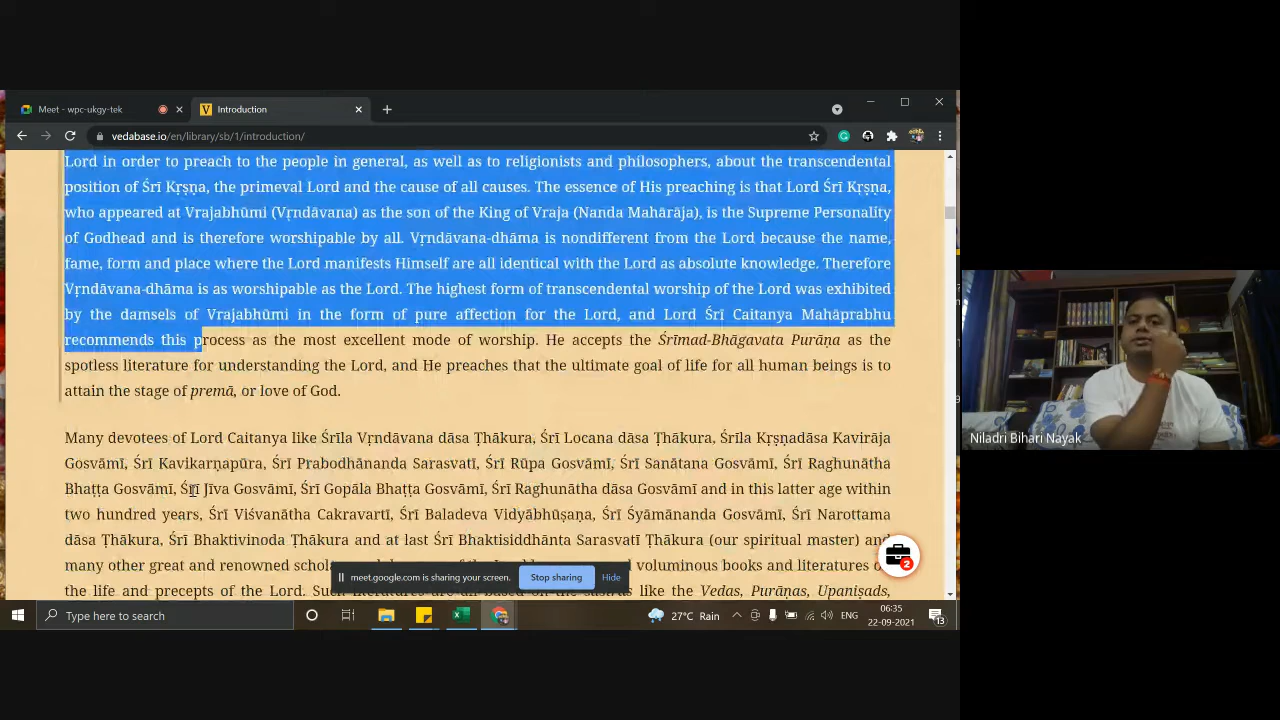 Meet - wpc-ukgy-tek
Introduction
vedabase.io/en/library/sb/1/introduction/
Lord in order to preach to the people in general, as well as to religionists and philosophers, about the transcendental
position of Śrī Kṛṣṇa, the primeval Lord and the cause of all causes. The essence of His preaching is that Lord Śrī Kṛṣṇa,
who appeared at Vrajabhūmi (Vṛndāvana) as the son of the King of Vraja (Nanda Mahārāja), is the Supreme Personality
of Godhead and is therefore worshipable by all. Vṛndāvana-dhāma is nondifferent from the Lord because the name,
fame, form and place where the Lord manifests Himself are all identical with the Lord as absolute knowledge. Therefore
Vṛndāvana-dhāma is as worshipable as the Lord. The highest form of transcendental worship of the Lord was exhibited
by the damsels of Vrajabhūmi in the form of pure affection for the Lord, and Lord Śrī Caitanya Mahāprabhu
recommends this process as the most excellent mode of worship. He accepts the Śrīmad-Bhāgavata Purāṇa as the
spotless literature for understanding the Lord, and He preaches that the ultimate goal of life for all human beings is to
attain the stage of premā, or love of God.
Many devotees of Lord Caitanya like Śrīla Vṛndāvana dāsa Ṭhākura, Śrī Locana dāsa Ṭhākura, Śrīla Kṛṣṇadāsa Kavirāja
Gosvāmī, Śrī Kavikarṇapūra, Śrī Prabodhānanda Sarasvatī, Śrī Rūpa Gosvāmī, Śrī Sanātana Gosvāmī, Śrī Raghunātha
Bhaṭṭa Gosvāmī, Śrī Jīva Gosvāmī, Śrī Gopāla Bhaṭṭa Gosvāmī, Śrī Raghunātha dāsa Gosvāmī and in this latter age within
two hundred years, Śrī Viśvanātha Cakravartī, Śrī Baladeva Vidyābhūṣaṇa, Śrī Śyāmānanda Gosvāmī, Śrī Narottama
dāsa Ṭhākura, Śrī Bhaktivinoda Ṭhākura and at last Śrī Bhaktisiddhānta Sarasvatī Ṭhākura (our spiritual master) and
many other great and renowned voluminous books and literatures
the life and precepts of the Lord. Vedas, Purāṇas, Upaniṣads,
meet.google.com is sharing your screen. Stop sharing Hide
2
Niladri Bihari Nayak
Type here to search
27°C Rain
ENG
06:35
22-09-2021
13